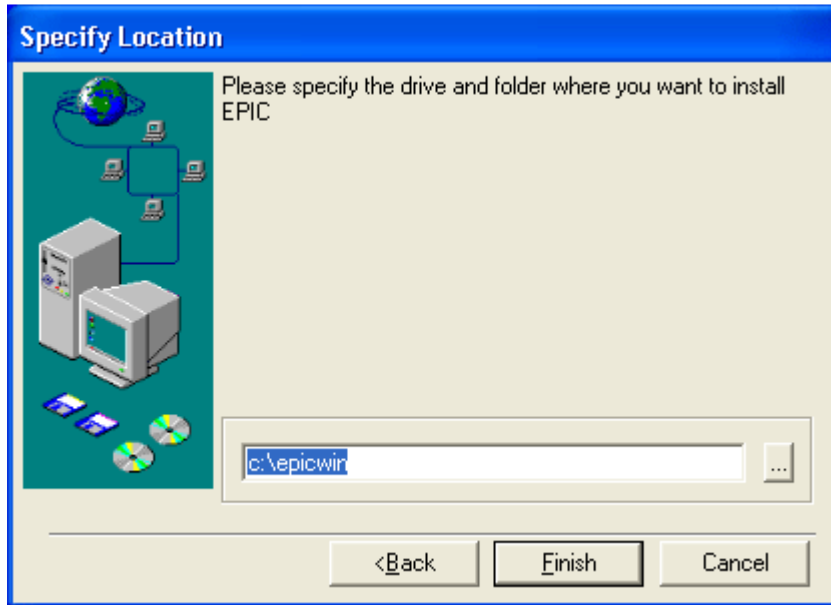 Specify Location
Please specify the drive and folder where you want to install
EPIC
c:\epicwin
...
<Back
Finish
Cancel